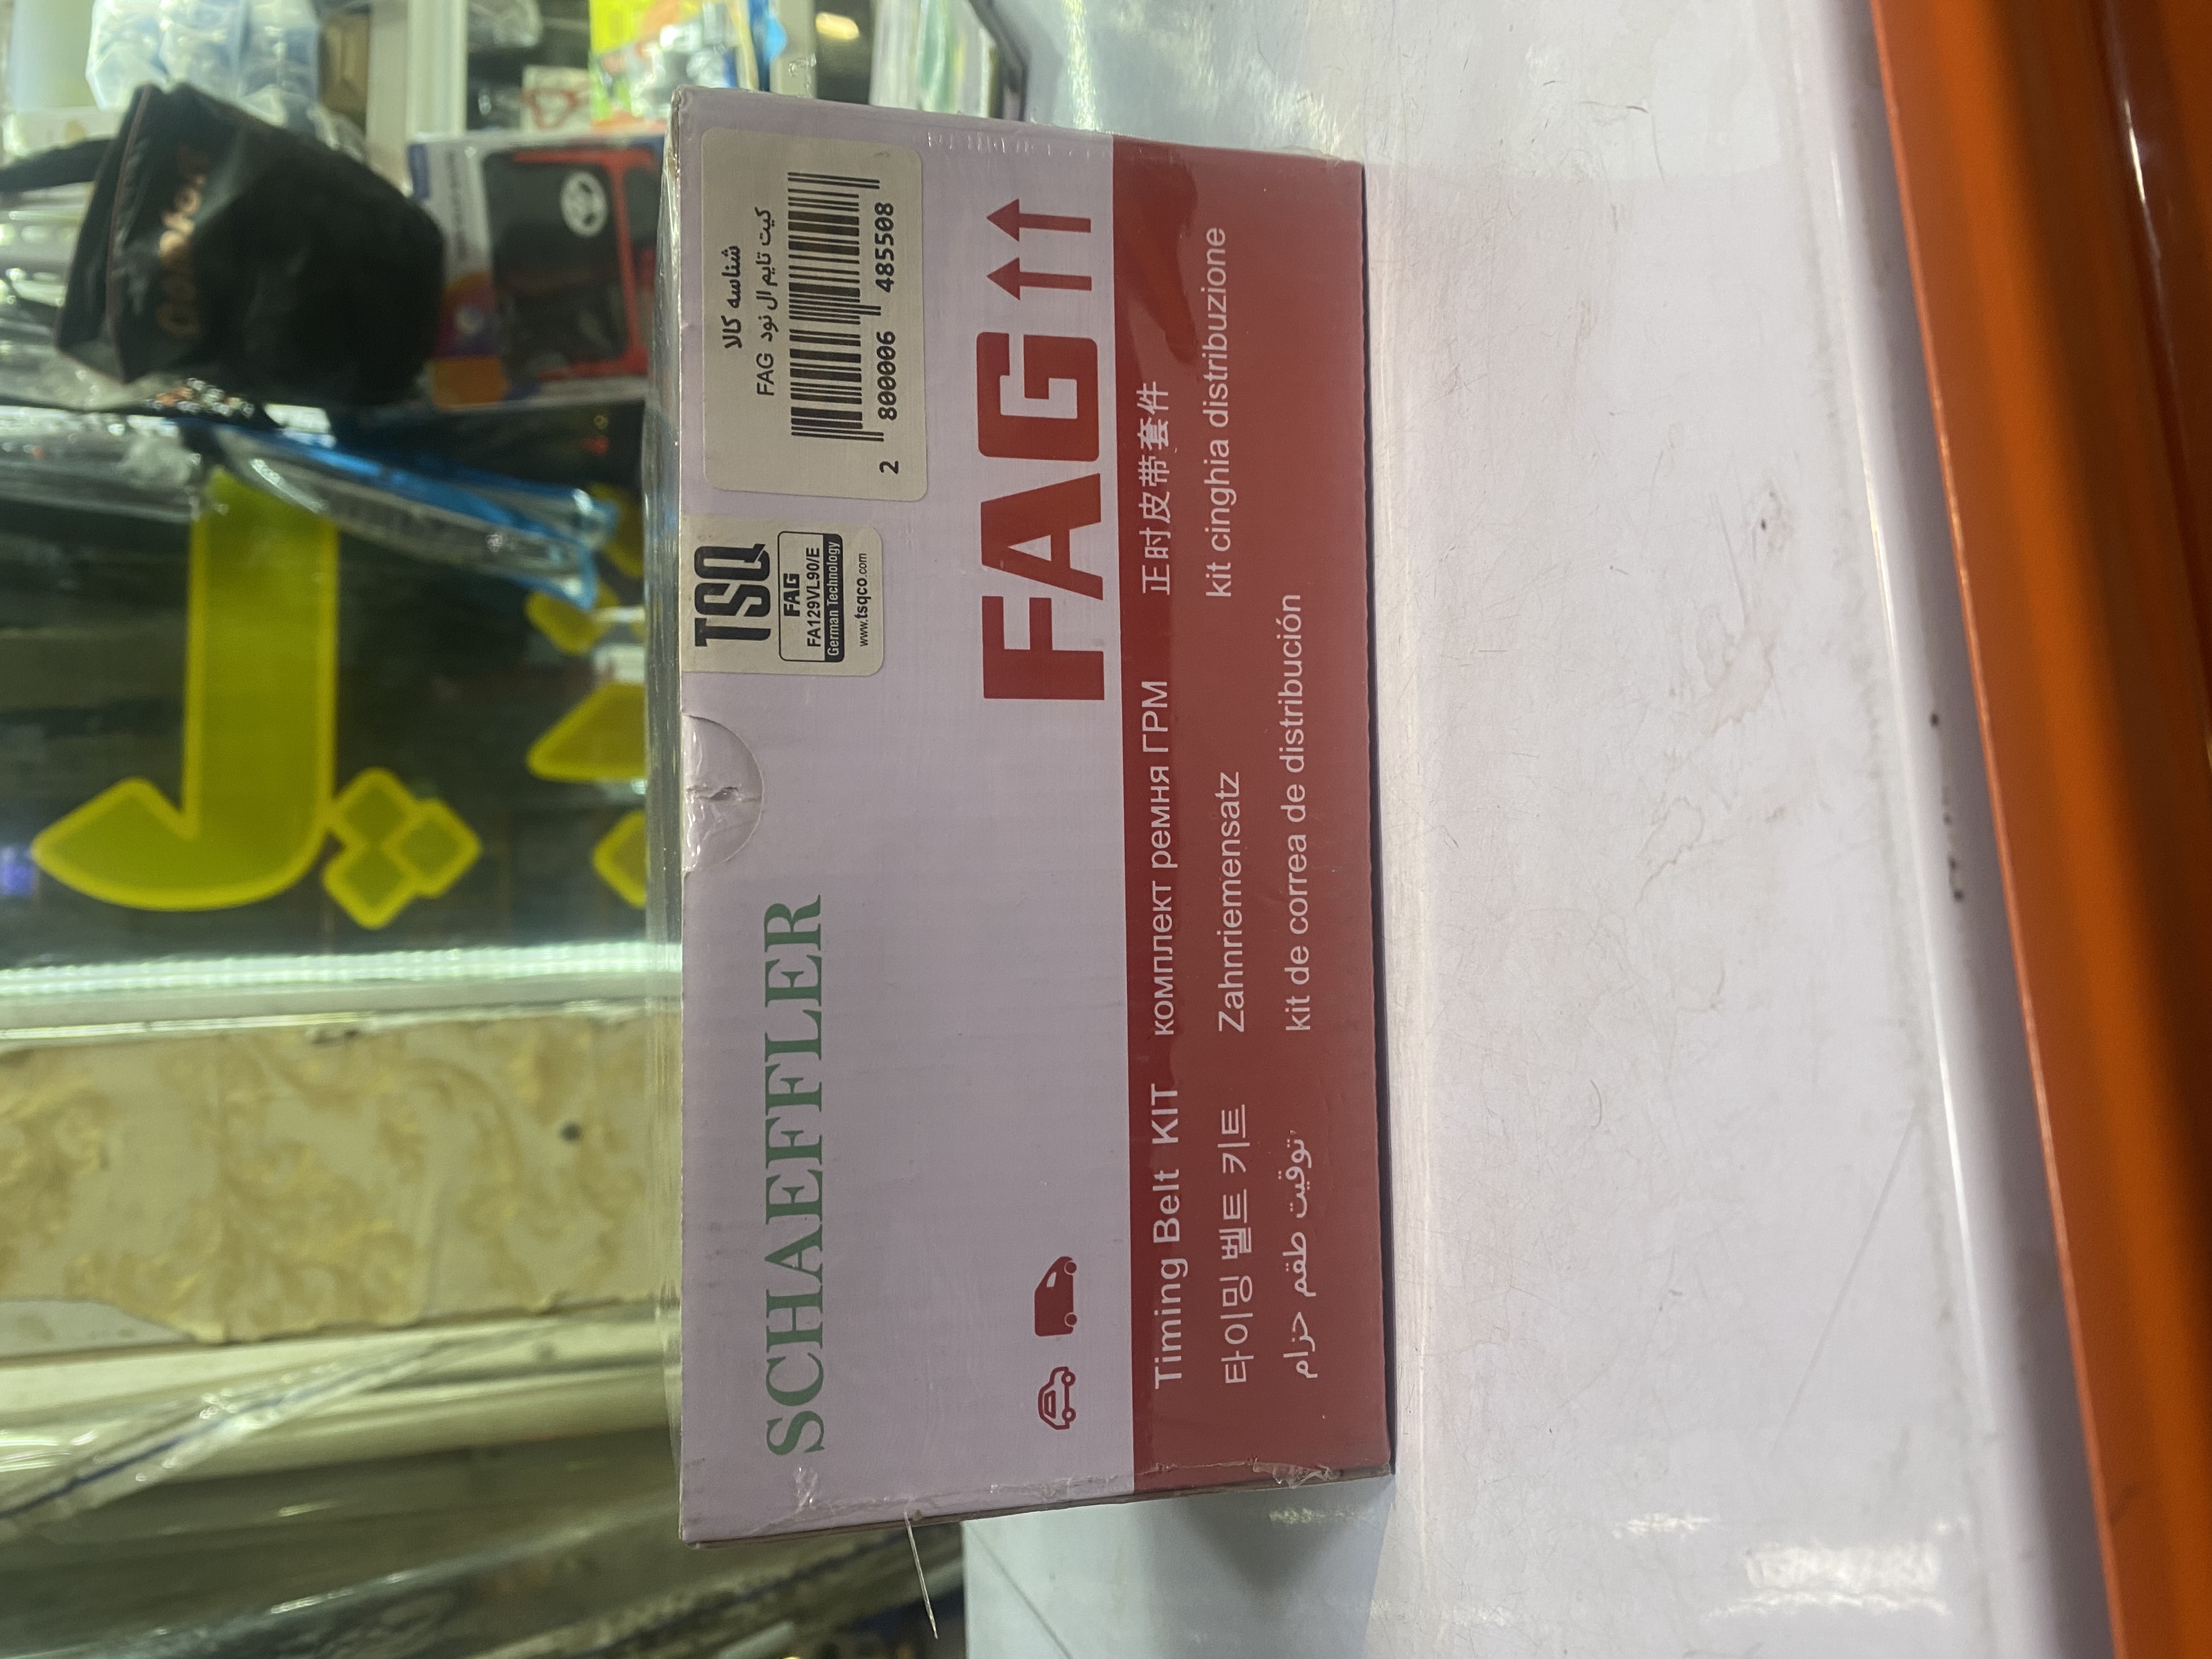 SCHAEFFLER
TSQ
FAG
FA129VL90/E
German Technology
www.tsqco.com
شناسه کالا
کیت تایم ال نود FAG
2 800006 485508
FAG
Timing Belt KIT комплект ремня ГРМ 正时皮带套件
타이밍 벨트 키트 Zahnriemensatz kit cinghia distribuzione
توقيت طقم حزام kit de correa de distribución